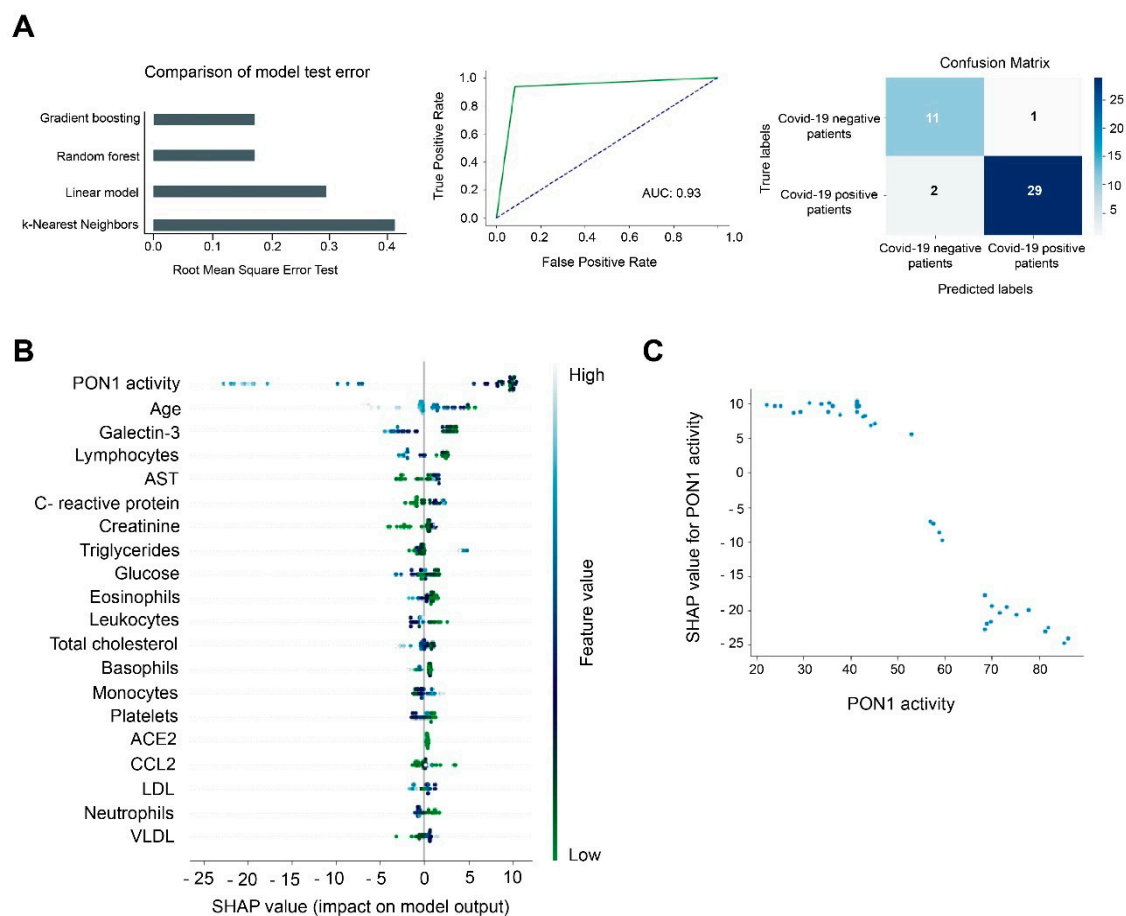 A
Comparison of model test error
Gradient boosting
Random forest
Linear model
k-Nearest Neighbors
0.0 0.1 0.2 0.3 0.4
Root Mean Square Error Test
True Positive Rate
1.0
0.8
0.6
0.4
0.2
0.0
AUC: 0.93
0.0 0.2 0.4 0.6 0.8 1.0
False Positive Rate
Confusion Matrix
Trure labels
Covid-19 negative
patients
Covid-19 positive
patients
11 1
2 29
Covid-19 negative Covid-19 positive
patients patients
Predicted labels
25
20
15
10
5
B
PON1 activity
Age
Galectin-3
Lymphocytes
AST
C- reactive protein
Creatinine
Triglycerides
Glucose
Eosinophils
Leukocytes
Total cholesterol
Basophils
Monocytes
Platelets
ACE2
CCL2
LDL
Neutrophils
VLDL
- 25 - 20 - 15 - 10 - 5 0 5 10
SHAP value (impact on model output)
High
Feature value
Low
C
SHAP value for PON1 activity
10
5
0
- 5
- 10
- 15
- 20
- 25
20 30 40 50 60 70 80
PON1 activity